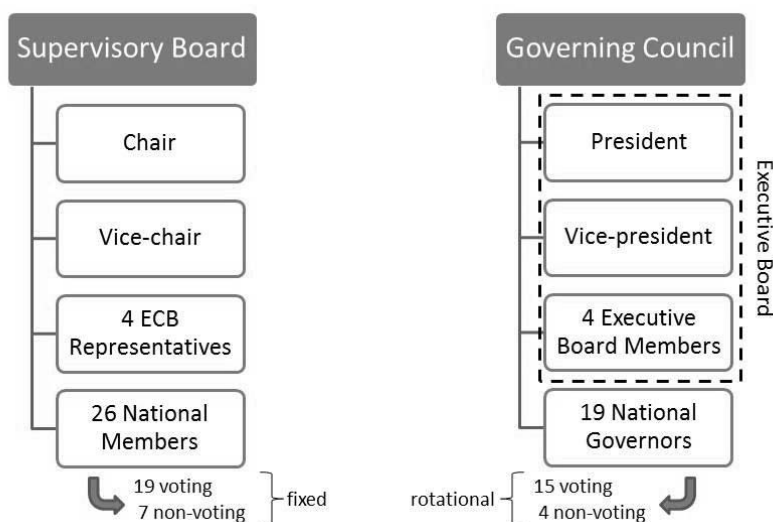 Supervisory Board
Chair
Vice-chair
4 ECB
Representatives
26 National
Members
19 voting
7 non-voting
fixed
Governing Council
President
Vice-president
4 Executive
Board Members
Executive Board
19 National
Governors
rotational
15 voting
4 non-voting